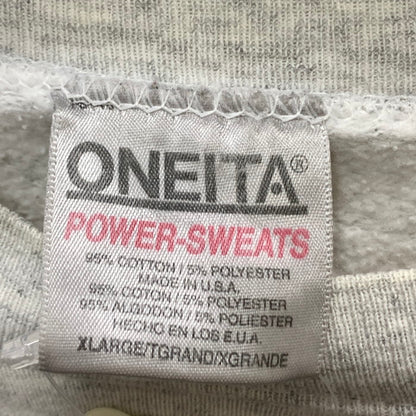 ONEITA®
POWER-SWEATS
95% COTTON / 5% POLYESTER
MADE IN U.S.A.
95% COTON / 5% POLYESTER
95% ALGODON / 5% POLIESTER
HECHO EN LOS E.U.A.
XLARGE/TGRAND/XGRANDE